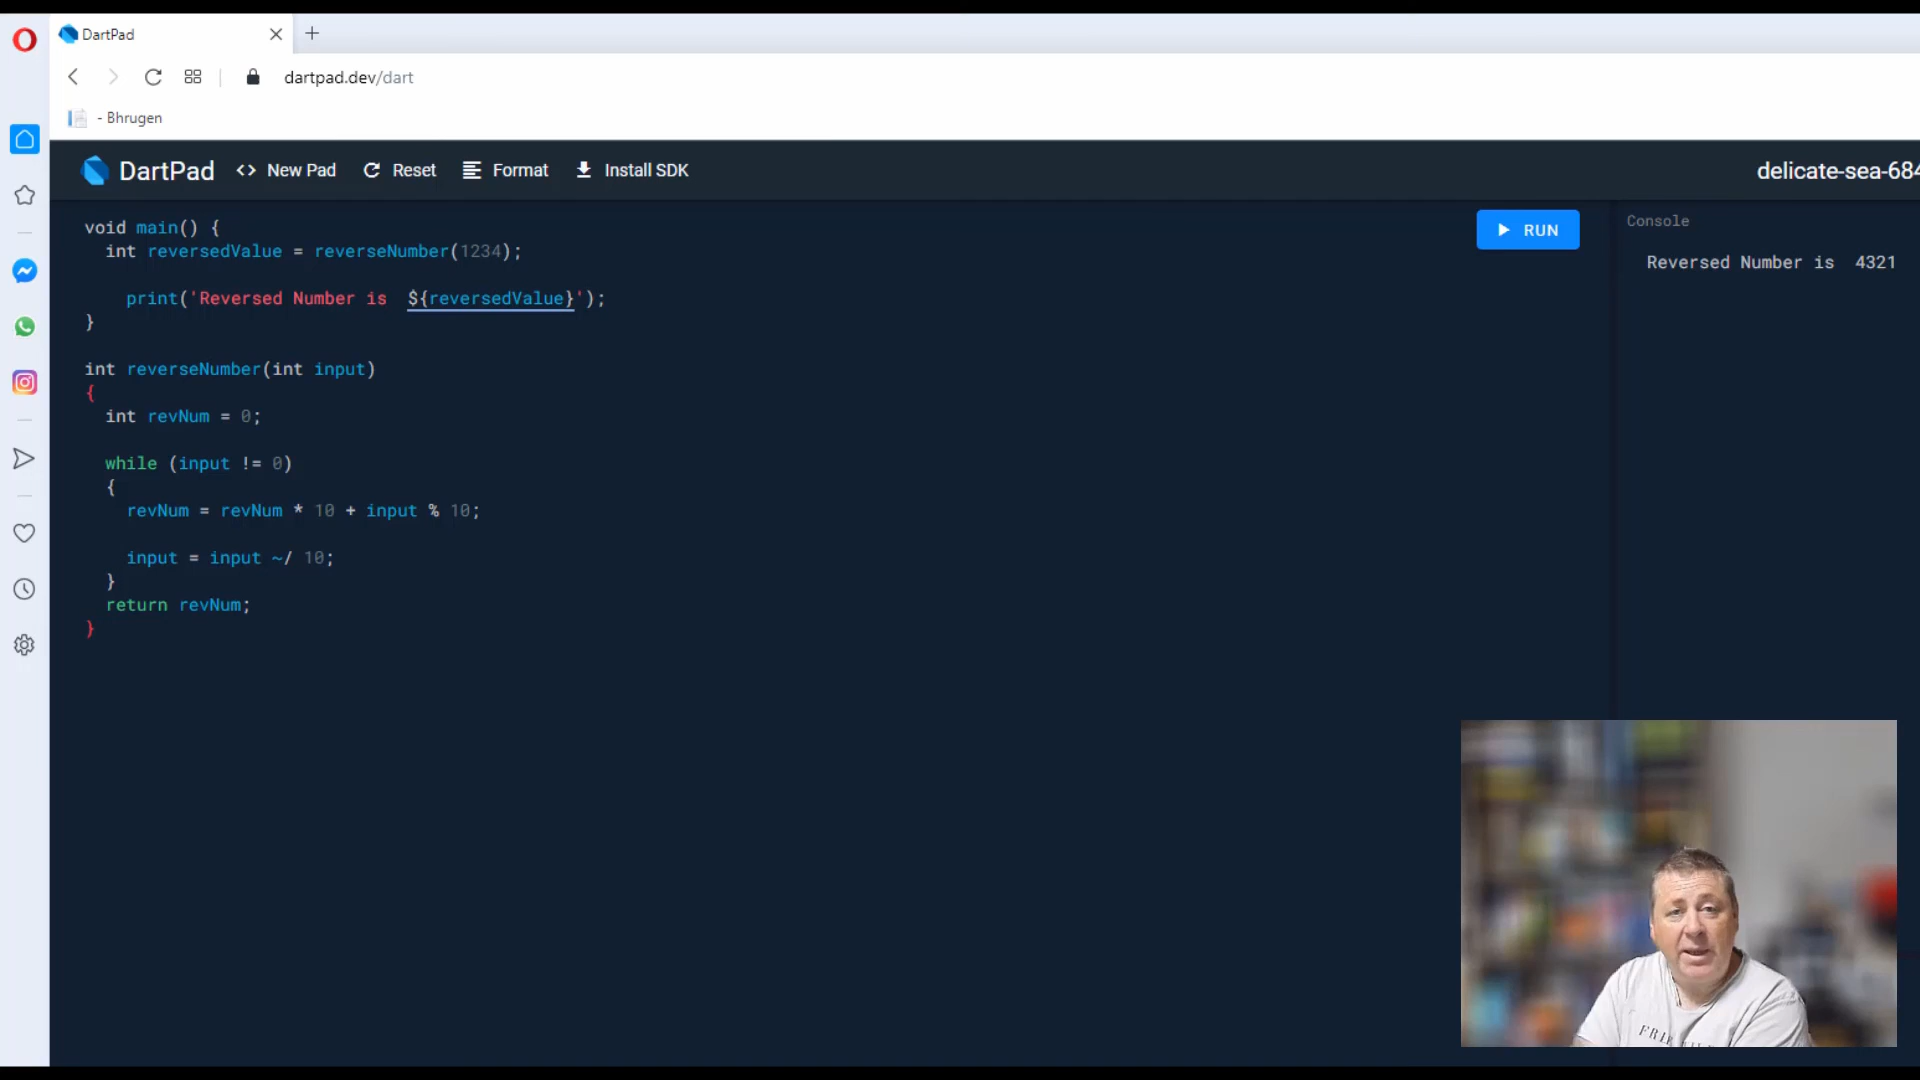 DartPad
dartpad.dev/dart
- Bhrugen
DartPad
<> New Pad
Reset
Format
Install SDK
delicate-sea-684
void main() {
  int reversedValue = reverseNumber(1234);
    print('Reversed Number is  ${reversedValue}');
}
int reverseNumber(int input)
{
  int revNum = 0;
  while (input != 0)
  {
    revNum = revNum * 10 + input % 10;
    input = input ~/ 10;
  }
  return revNum;
}
RUN
Console
Reversed Number is  4321